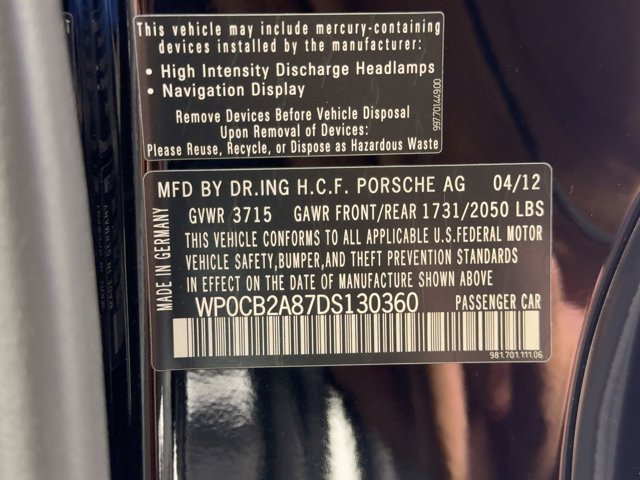 This vehicle may include mercury-containing
devices installed by the manufacturer:
• High Intensity Discharge Headlamps
• Navigation Display
Remove Devices Before Vehicle Disposal
Upon Removal of Devices:
Please Reuse, Recycle, or Dispose as Hazardous Waste
99770144900
MFD BY DR.ING H.C.F. PORSCHE AG 04/12
GVWR 3715 GAWR FRONT/REAR 1731/2050 LBS
THIS VEHICLE CONFORMS TO ALL APPLICABLE U.S.FEDERAL MOTOR
VEHICLE SAFETY,BUMPER,AND THEFT PREVENTION STANDARDS
IN EFFECT ON THE DATE OF MANUFACTURE SHOWN ABOVE
WP0CB2A87DS130360 PASSENGER CAR
MADE IN GERMANY
981.701.111.06